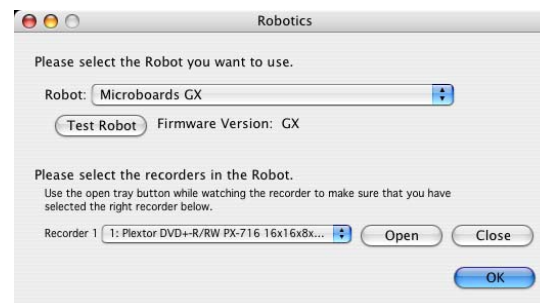 Robotics
Please select the Robot you want to use.
Robot: Microboards GX
Test Robot Firmware Version: GX
Please select the recorders in the Robot.
Use the open tray button while watching the recorder to make sure that you have
selected the right recorder below.
Recorder 1 1: Plextor DVD+-R/RW PX-716 16x16x8x... Open Close
OK